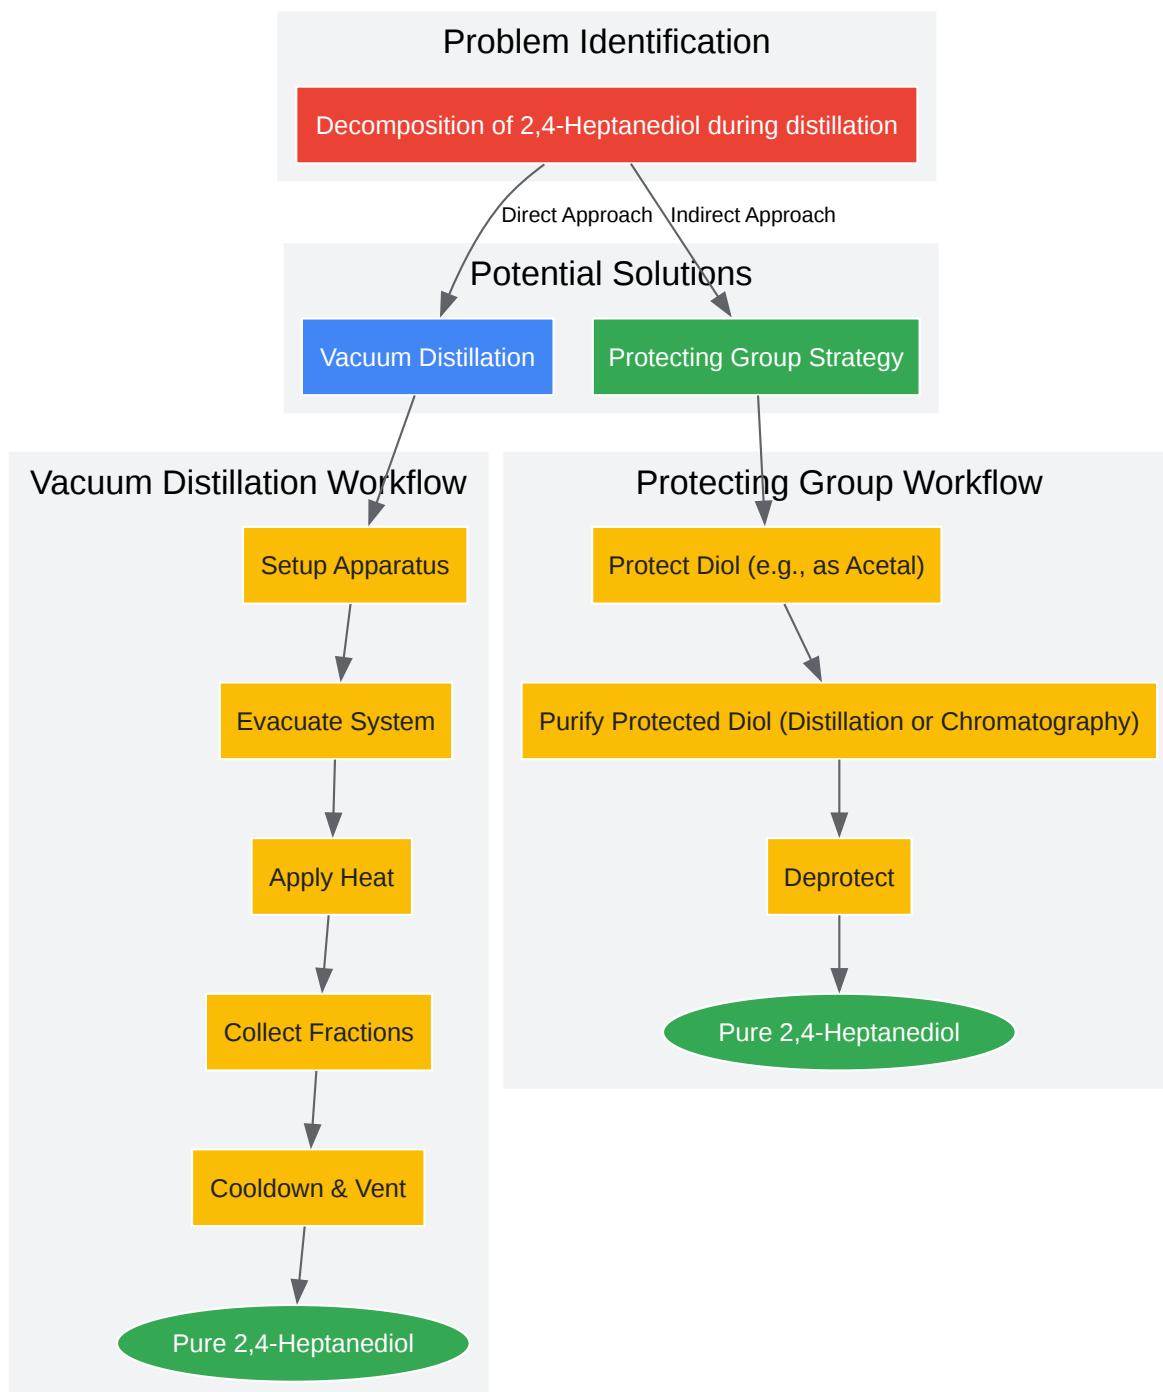 Problem Identification
Decomposition of 2,4-Heptanediol during distillation
Direct Approach
Indirect Approach
Potential Solutions
Vacuum Distillation
Protecting Group Strategy
Vacuum Distillation Workflow
Setup Apparatus
Evacuate System
Apply Heat
Collect Fractions
Cooldown & Vent
Pure 2,4-Heptanediol
Protecting Group Workflow
Protect Diol (e.g., as Acetal)
Purify Protected Diol (Distillation or Chromatography)
Deprotect
Pure 2,4-Heptanediol